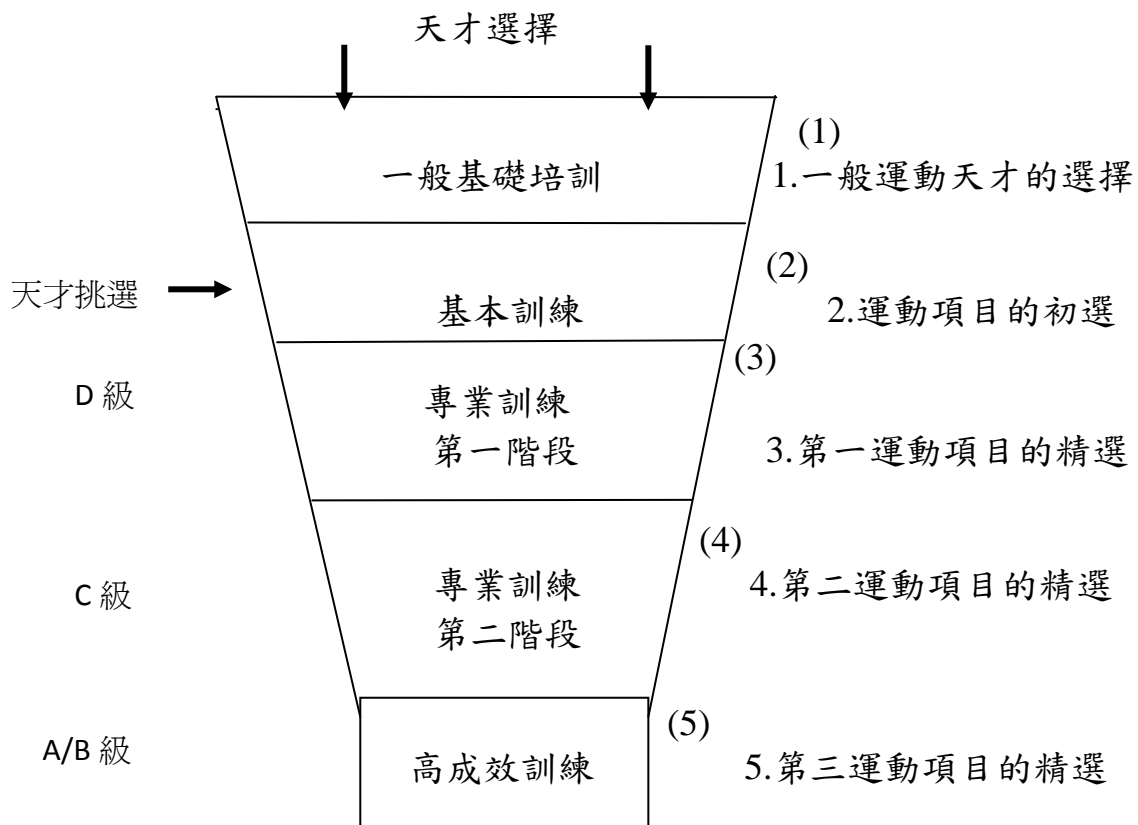 天才選擇
(1)
一般基礎培訓
1.一般運動天才的選擇
(2)
天才挑選
基本訓練
2.運動項目的初選
(3)
D 級
專業訓練
第一階段
3.第一運動項目的精選
(4)
C 級
專業訓練
第二階段
4.第二運動項目的精選
(5)
A/B 級
高成效訓練
5.第三運動項目的精選